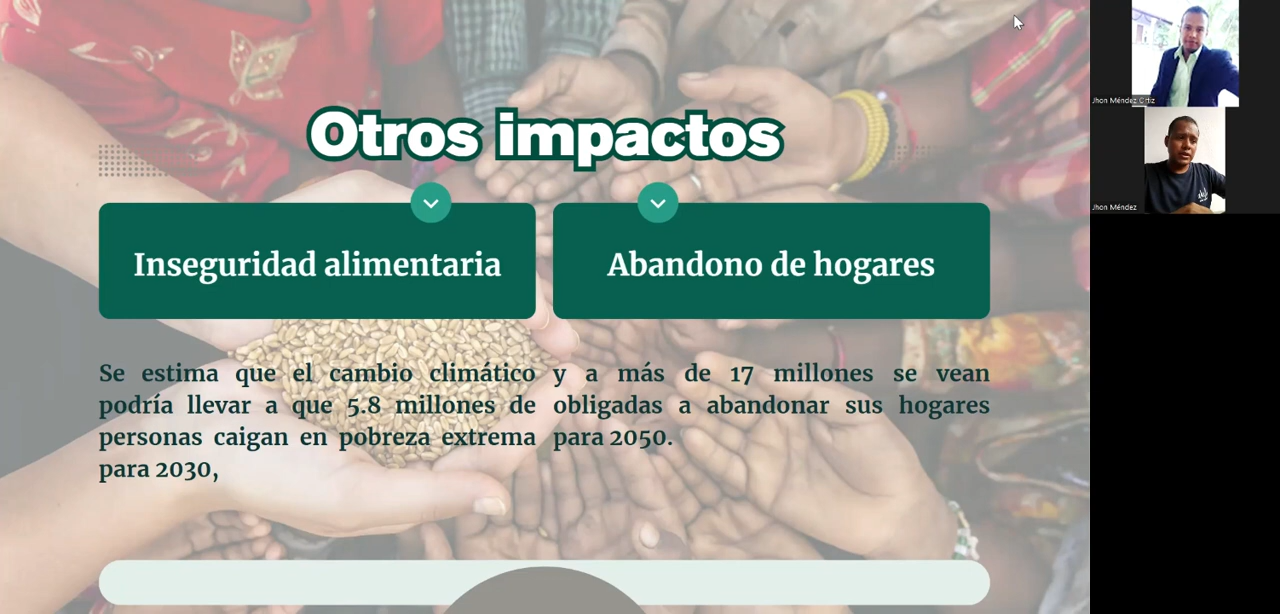 Otros impactos
Inseguridad alimentaria
Abandono de hogares
Se estima que el cambio climático
podría llevar a que 5.8 millones de
personas caigan en pobreza extrema
para 2030,
y a más de 17 millones se vean
obligadas a abandonar sus hogares
para 2050.
Jhon Méndez Ortiz
Jhon Méndez